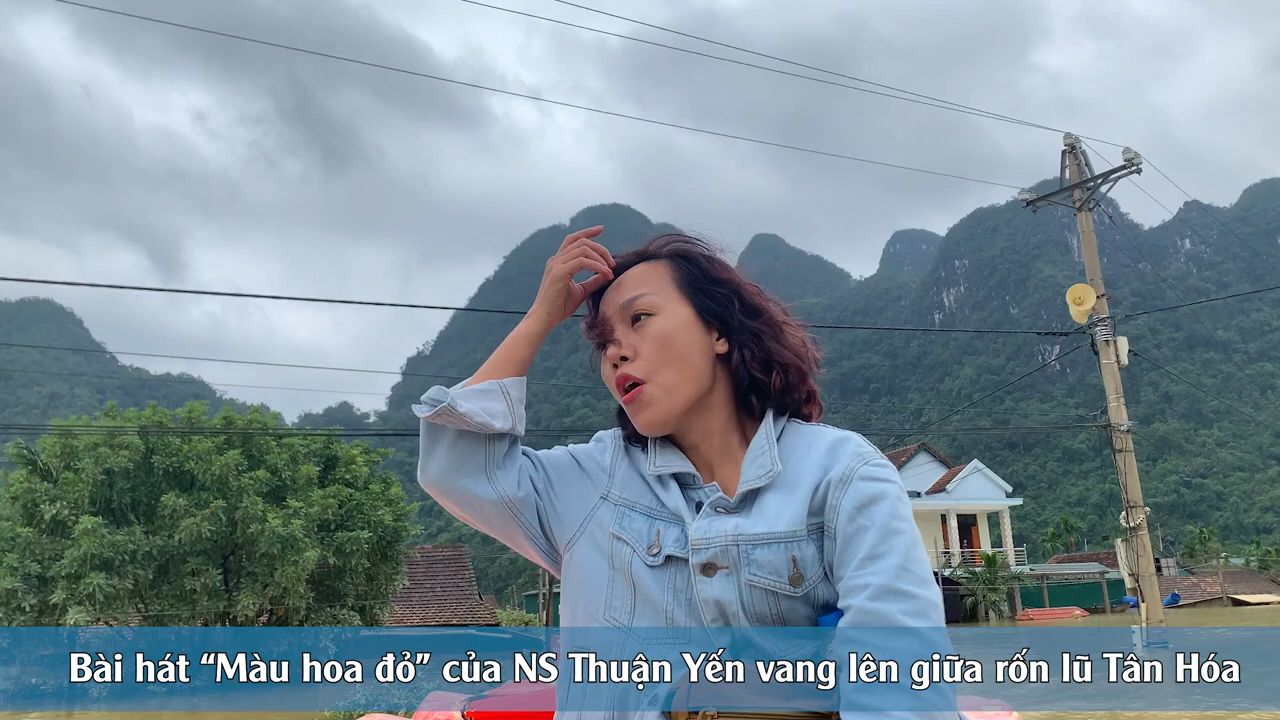 Bài hát “Màu hoa đỏ” của NS Thuận Yến vang lên giữa rốn lũ Tân Hóa